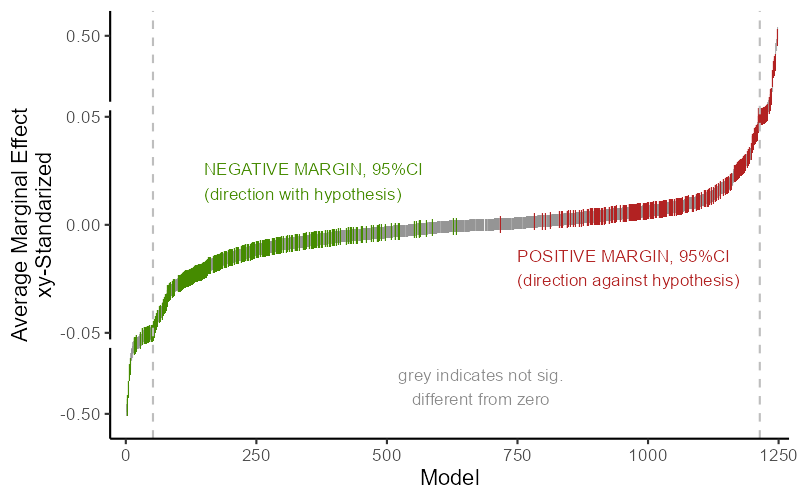 0.50
0.05
0.00
-0.05
-0.50
Average Marginal Effect
xy-Standarized
NEGATIVE MARGIN, 95%CI
(direction with hypothesis)
POSITIVE MARGIN, 95%CI
(direction against hypothesis)
grey indicates not sig.
different from zero
0 250 500 750 1000 1250
Model